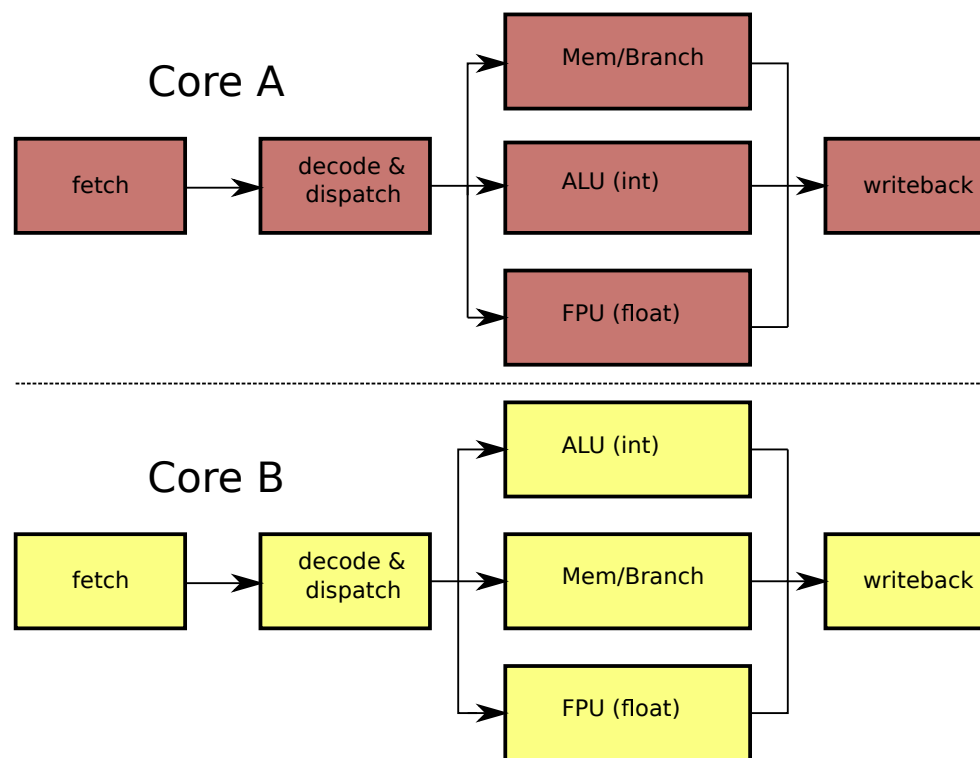 Core A
fetch
decode &
dispatch
Mem/Branch
ALU (int)
FPU (float)
writeback
Core B
fetch
decode &
dispatch
ALU (int)
Mem/Branch
FPU (float)
writeback